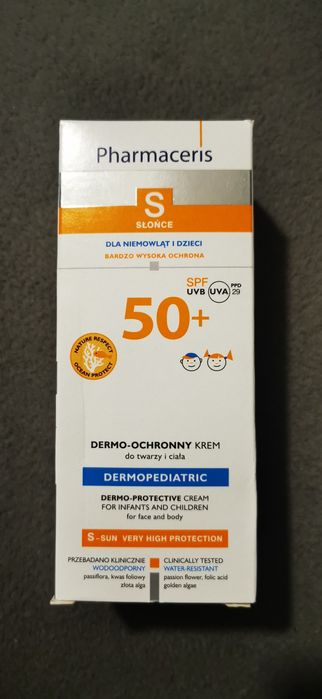 Pharmaceris
S
SŁOŃCE
DLA NIEMOWLĄT I DZIECI
BARDZO WYSOKA OCHRONA
SPF
UVB UVA PPD 29
50+
NATURE RESPECT
OCEAN PROTECT
DERMO-OCHRONNY KREM
do twarzy i ciała
DERMOPEDIATRIC
DERMO-PROTECTIVE CREAM
FOR INFANTS AND CHILDREN
for face and body
S-SUN VERY HIGH PROTECTION
PRZEBADANO KLINICZNIE
WODOODPORNY
passiflora, kwas foliowy
złota alga
CLINICALLY TESTED
WATER-RESISTANT
passion flower, folic acid
golden algae